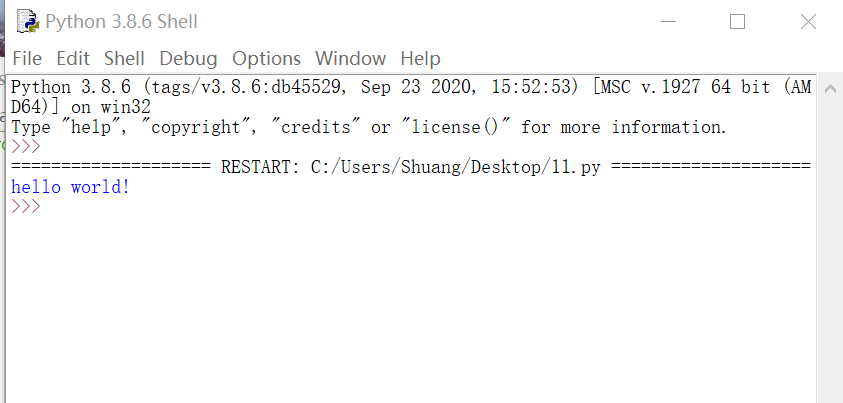 Python 3.8.6 Shell
File Edit Shell Debug Options Window Help
Python 3.8.6 (tags/v3.8.6:db45529, Sep 23 2020, 15:52:53) [MSC v.1927 64 bit (AM
D64)] on win32
Type "help", "copyright", "credits" or "license()" for more information.
>>>
==================== RESTART: C:/Users/Shuang/Desktop/11.py ====================
hello world!
>>>